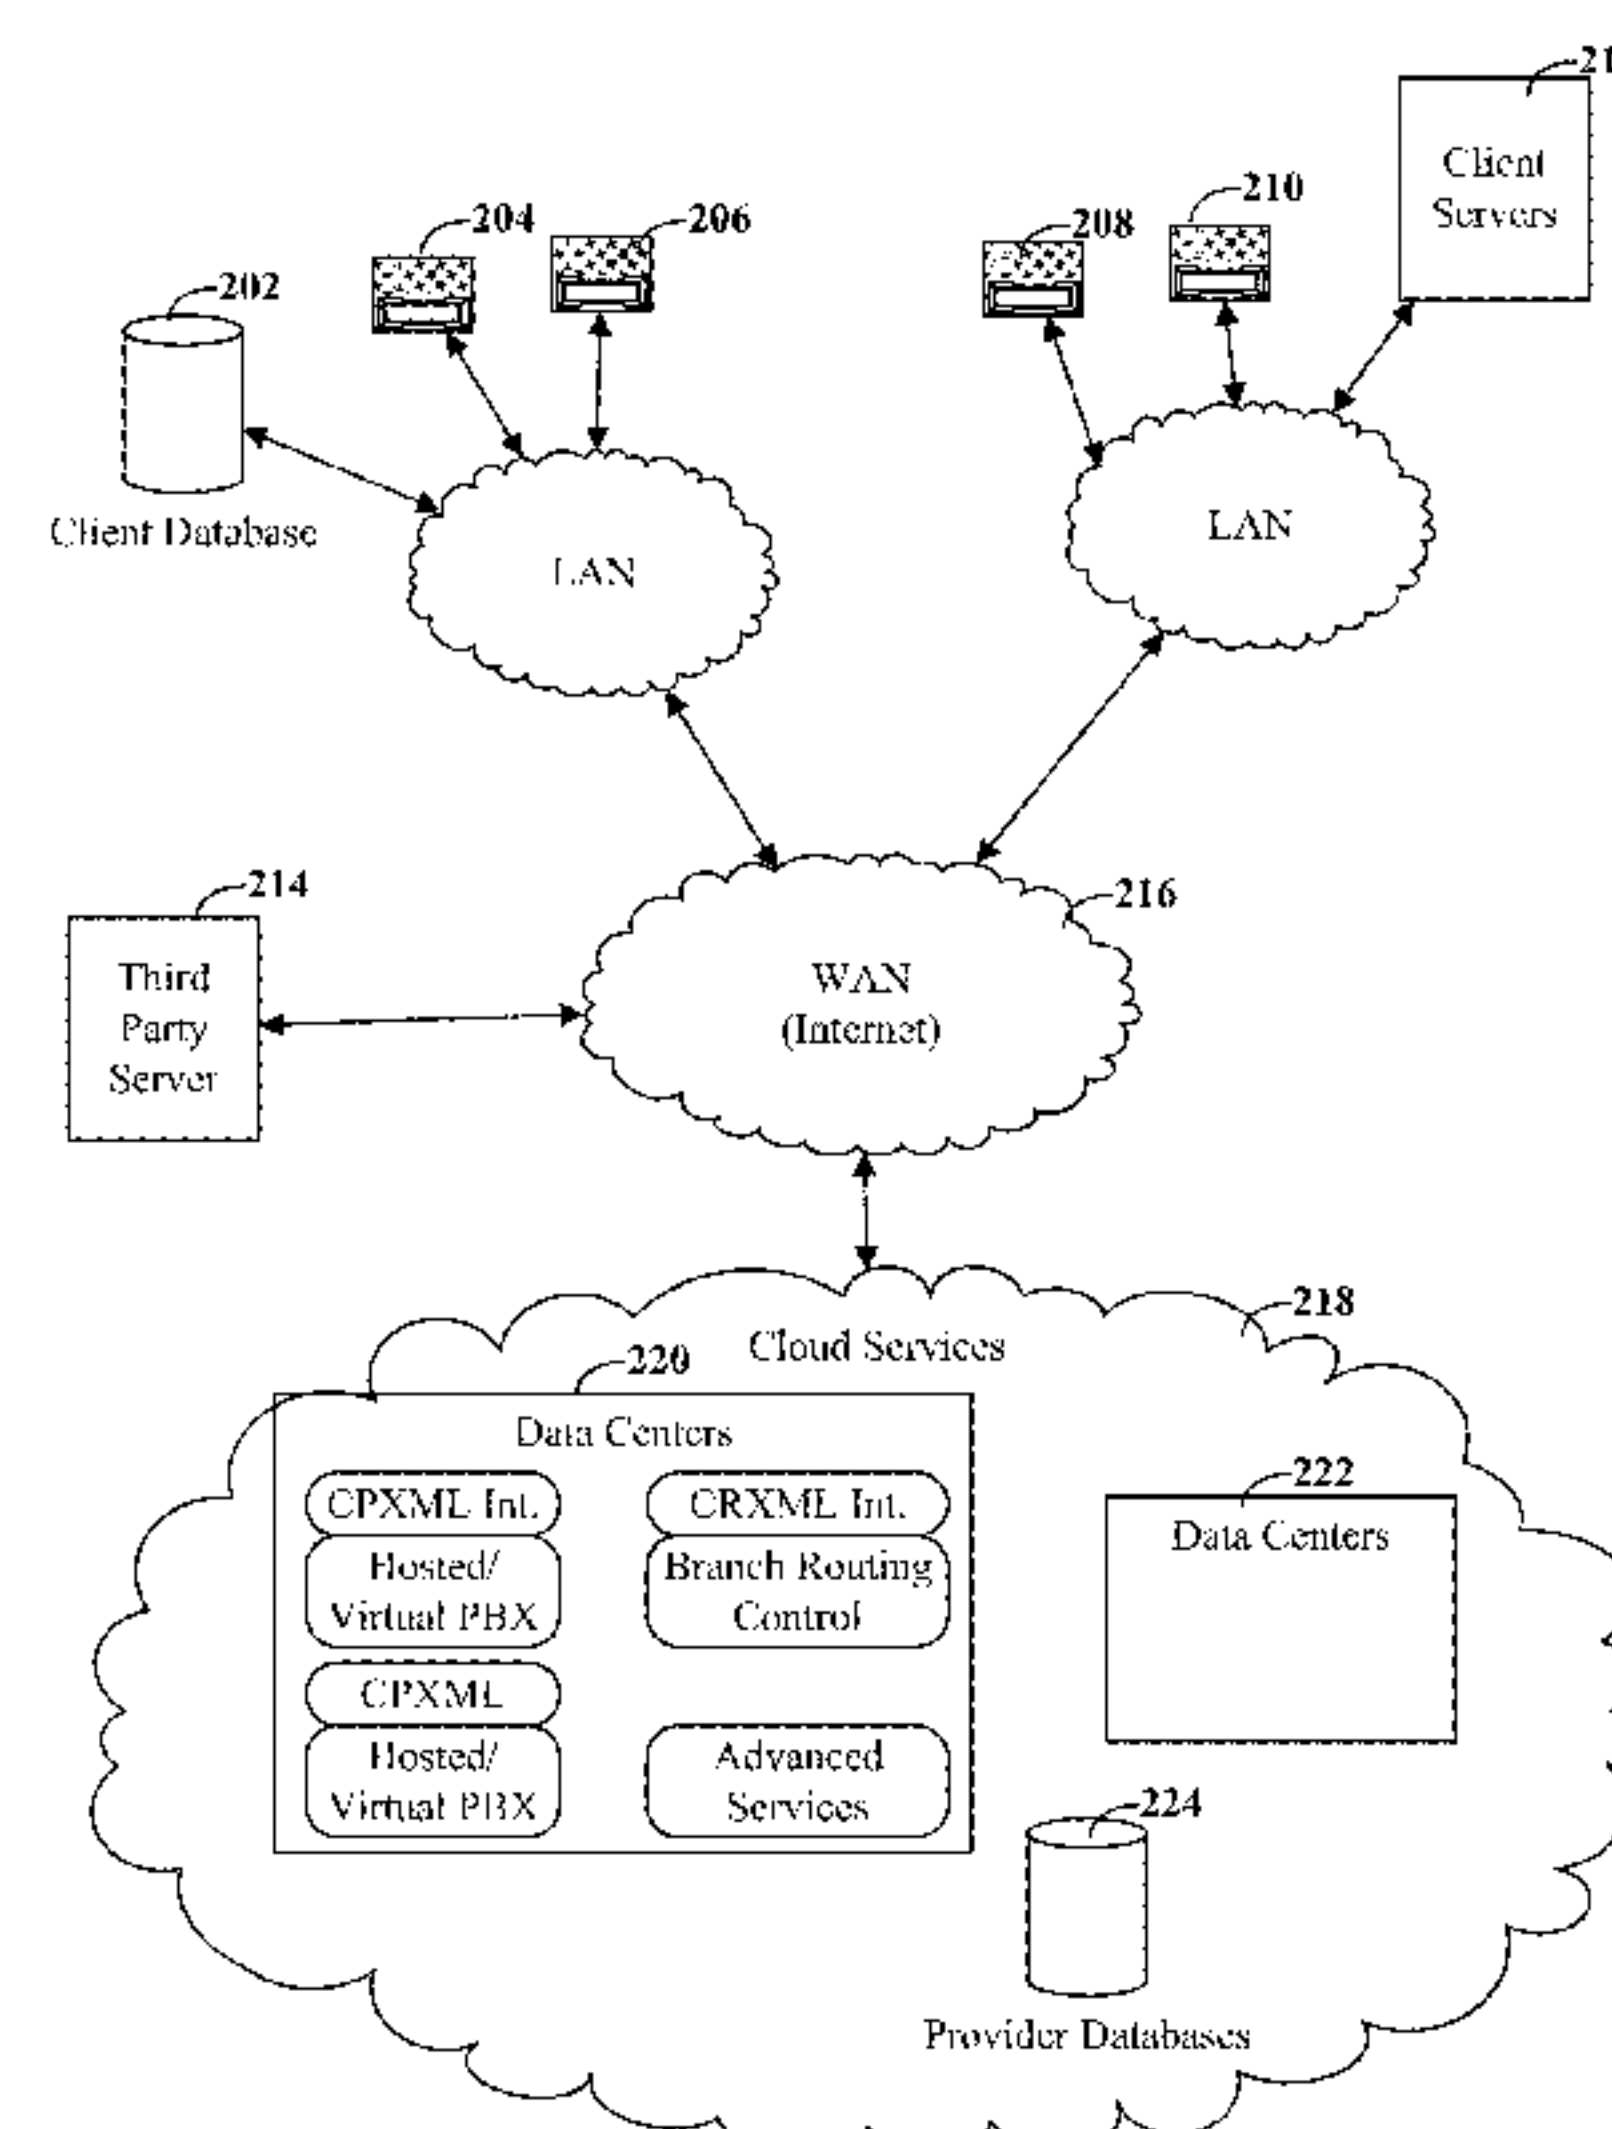 21
Client
Servers
210
204
206
208
202
Client Database
LAN
LAN
214
Third
Party
Server
216
WAN
(Internet)
218
Cloud Services
220
Data Centers
CPXML Int.
Hosted/
Virtual PBX
CPXML
Hosted/
Virtual PBX
CRXML Int.
Branch Routing
Control
Advanced
Services
222
Data Centers
224
Provider Databases